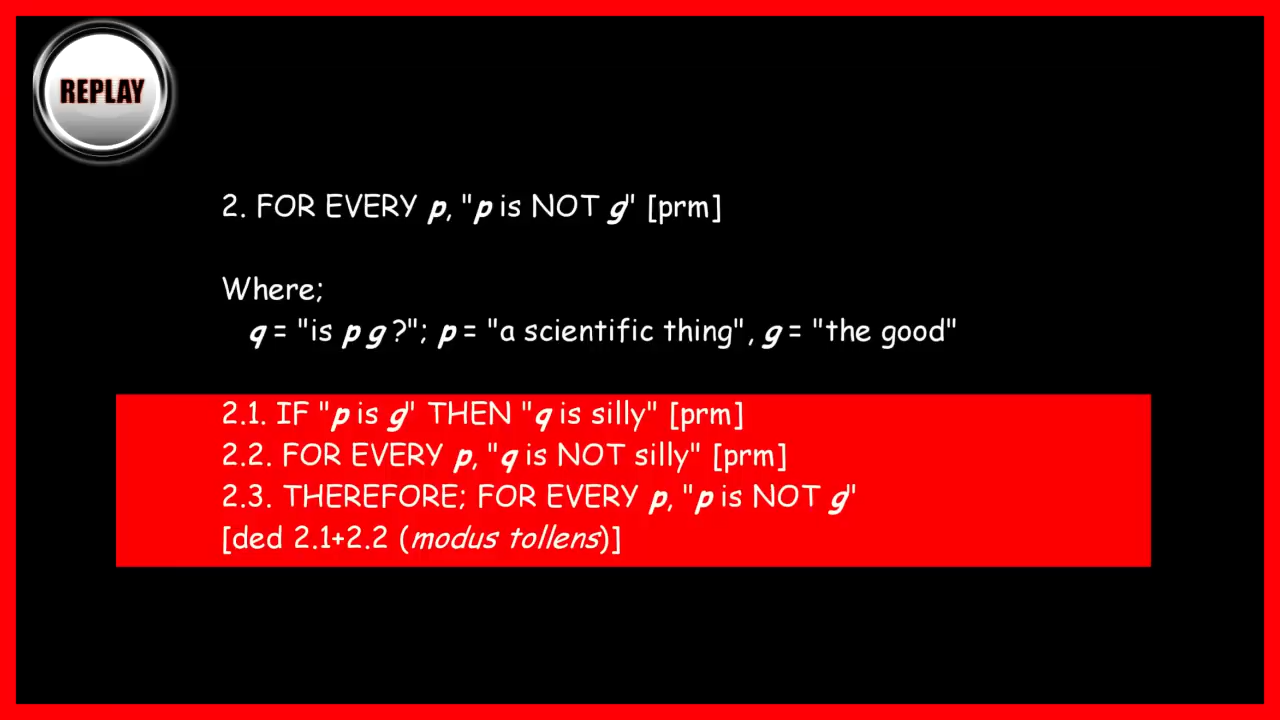 REPLAY
2. FOR EVERY p, "p is NOT g" [prm]
Where;
q = "is p g ?"; p = "a scientific thing", g = "the good"
2.1. IF "p is g" THEN "q is silly" [prm]
2.2. FOR EVERY p, "q is NOT silly" [prm]
2.3. THEREFORE; FOR EVERY p, "p is NOT g"
[ded 2.1+2.2 (modus tollens)]